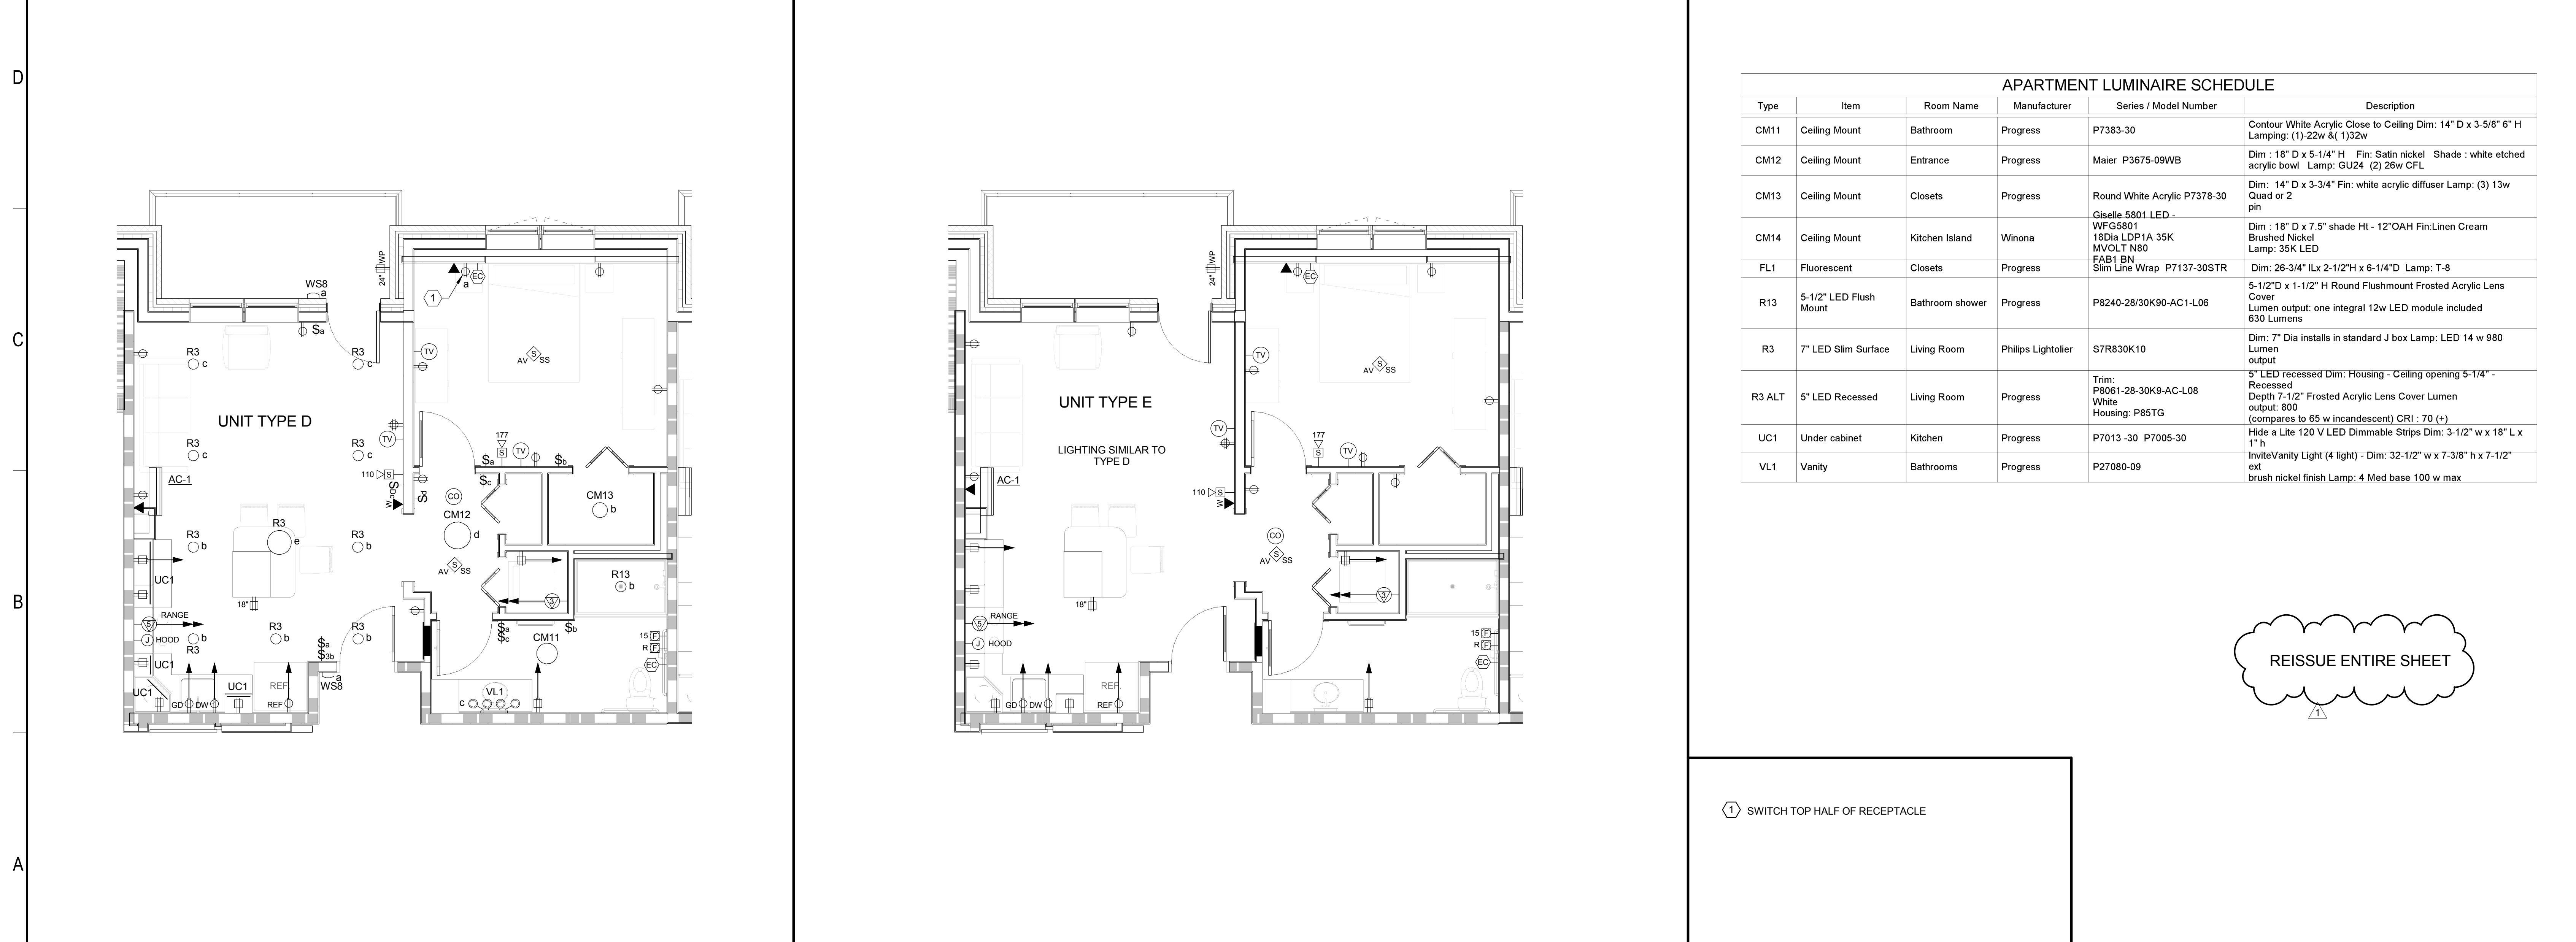 D
C
B
A
WS8
a
$a
24" WP
EC
1
a
R3
c
R3
c
TV
AV
S
SS
UNIT TYPE D
R3
c
R3
c
TV
177
S
TV
$a
$b
$c
110
S
W
AC-1
CO
CM12
d
CM13
b
R3
b
R3
e
R3
b
AV
S
SS
R13
b
UC1
18"
3
RANGE
5
J
HOOD
b
R3
R3
b
R3
b
$a
$3b
a
WS8
$a
$c
$b
CM11
15
F
R
F
EC
UC1
UC1
UC1
REF.
GD
DW
REF
VL1
c
24" WP
EC
TV
AV
S
SS
UNIT TYPE E
LIGHTING SIMILAR TO
TYPE D
TV
177
S
TV
AC-1
110
S
W
CO
AV
S
SS
18"
3
RANGE
5
J
HOOD
15
F
R
F
EC
REF.
GD
DW
REF
APARTMENT LUMINAIRE SCHEDULE
Type Item Room Name Manufacturer Series / Model Number Description
CM11 Ceiling Mount Bathroom Progress P7383-30 Contour White Acrylic Close to Ceiling Dim: 14" D x 3-5/8" 6" H
Lamping: (1)-22w &( 1)32w
CM12 Ceiling Mount Entrance Progress Maier P3675-09WB Dim : 18" D x 5-1/4" H Fin: Satin nickel Shade : white etched
acrylic bowl Lamp: GU24 (2) 26w CFL
CM13 Ceiling Mount Closets Progress Round White Acrylic P7378-30 Dim: 14" D x 3-3/4" Fin: white acrylic diffuser Lamp: (3) 13w
Quad or 2
pin
CM14 Ceiling Mount Kitchen Island Winona Giselle 5801 LED -
WFG5801
18Dia LDP1A 35K
MVOLT N80
FAB1 BN
Dim : 18" D x 7.5" shade Ht - 12"OAH Fin:Linen Cream
Brushed Nickel
Lamp: 35K LED
FL1 Fluorescent Closets Progress Slim Line Wrap P7137-30STR Dim: 26-3/4" lLx 2-1/2"H x 6-1/4"D Lamp: T-8
R13 5-1/2" LED Flush
Mount
Bathroom shower Progress P8240-28/30K90-AC1-L06 5-1/2"D x 1-1/2" H Round Flushmount Frosted Acrylic Lens
Cover
Lumen output: one integral 12w LED module included
630 Lumens
R3 7" LED Slim Surface Living Room Philips Lightolier S7R830K10 Dim: 7" Dia installs in standard J box Lamp: LED 14 w 980
Lumen
output
R3 ALT 5" LED Recessed Living Room Progress Trim:
P8061-28-30K9-AC-L08
White
Housing: P85TG
5" LED recessed Dim: Housing - Ceiling opening 5-1/4" -
Recessed
Depth 7-1/2" Frosted Acrylic Lens Cover Lumen
output: 800
(compares to 65 w incandescent) CRI : 70 (+)
UC1 Under cabinet Kitchen Progress P7013 -30 P7005-30 Hide a Lite 120 V LED Dimmable Strips Dim: 3-1/2" w x 18" L x
1" h
VL1 Vanity Bathrooms Progress P27080-09 InviteVanity Light (4 light) - Dim: 32-1/2" w x 7-3/8" h x 7-1/2"
ext
brush nickel finish Lamp: 4 Med base 100 w max
REISSUE ENTIRE SHEET
1
1 SWITCH TOP HALF OF RECEPTACLE